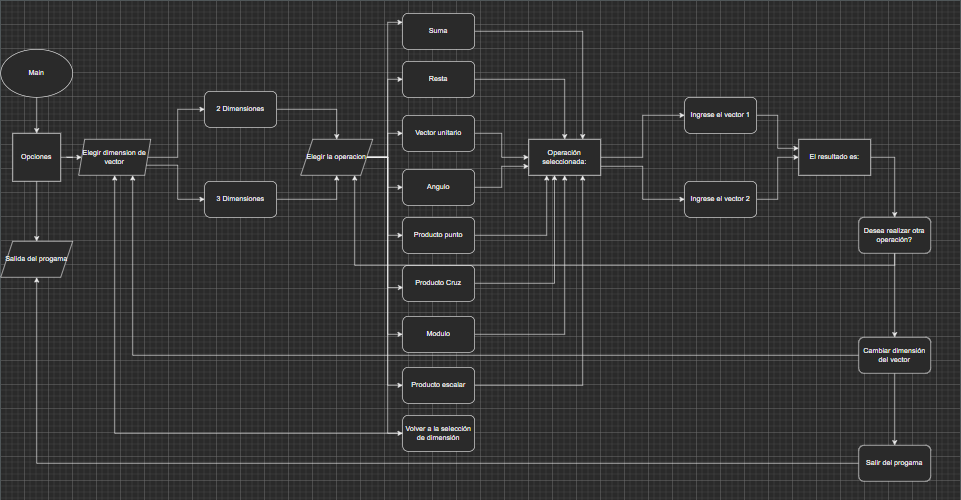 Main
Opciones
Salida del progama
Elegir dimension de
vector
2 Dimensiones
3 Dimensiones
Elegir la operacion
Suma
Resta
Vector unitario
Angulo
Producto punto
Producto Cruz
Modulo
Producto escalar
Volver a la selección
de dimensión
Operación
seleccionada:
Ingrese el vector 1
Ingrese el vector 2
El resultado es:
Desea realizar otra
operación?
Cambiar dimensión
del vector
Salir del progama